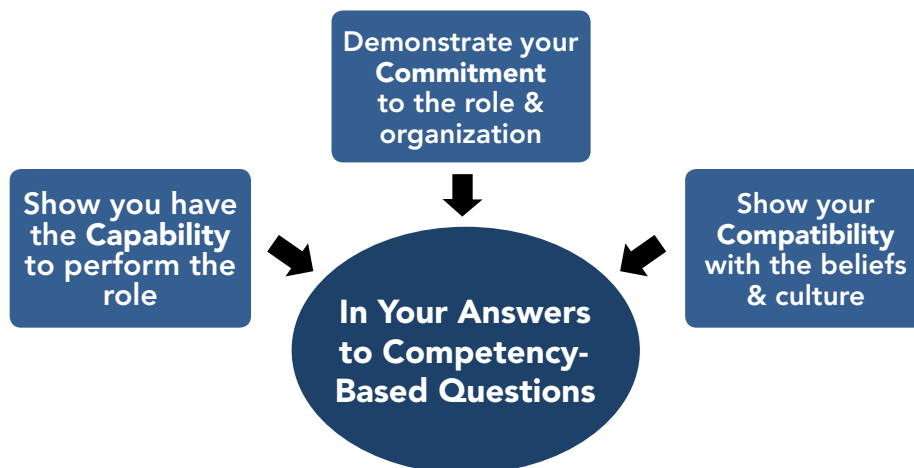 Demonstrate your
Commitment
to the role &
organization
Show you have
the Capability
to perform the
role
Show your
Compatibility
with the beliefs
& culture
In Your Answers
to Competency-
Based Questions